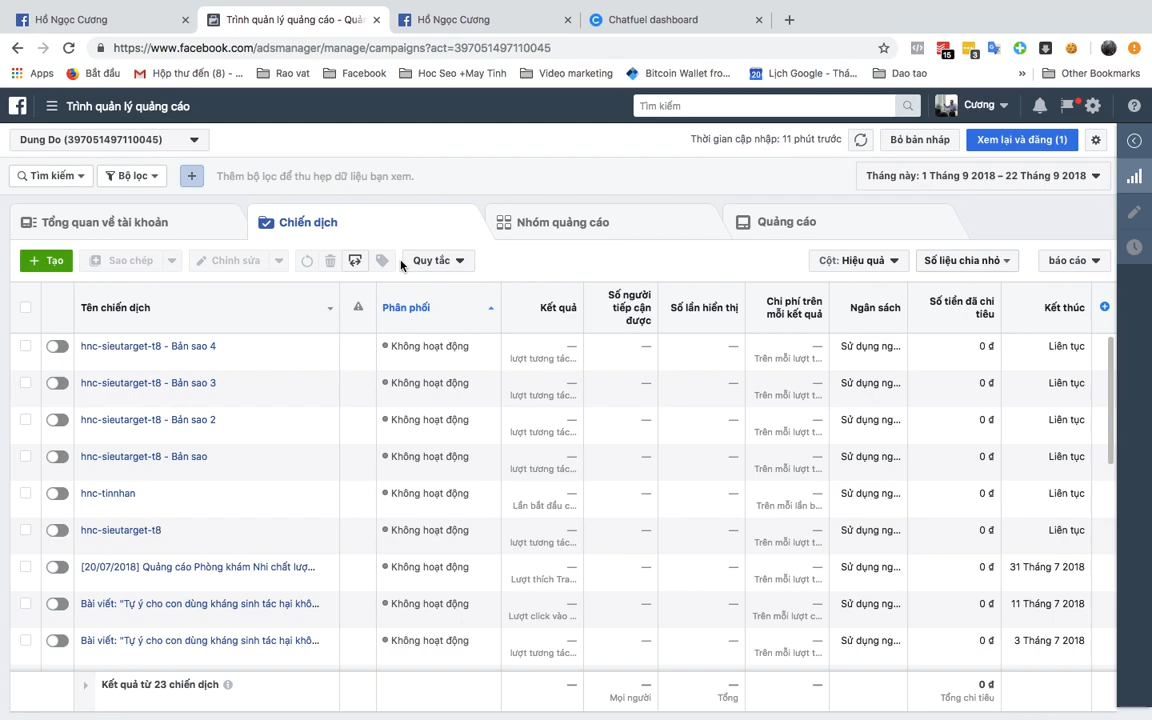 Hồ Ngọc Cương
Trình quản lý quảng cáo - Quả
Hồ Ngọc Cương
Chatfuel dashboard
https://www.facebook.com/adsmanager/manage/campaigns?act=397051497110045
15
3
Apps
Bắt đầu
Hộp thư đến (8) - ...
Rao vat
Facebook
Hoc Seo +May Tinh
Video marketing
Bitcoin Wallet fro...
20
Lịch Google - Thá...
Dao tao
»
Other Bookmarks
Trình quản lý quảng cáo
Tìm kiếm
Cương
Dung Do (397051497110045)
Thời gian cập nhập: 11 phút trước
Bỏ bản nháp
Xem lại và đăng (1)
Tìm kiếm
Bộ lọc
Thêm bộ lọc để thu hẹp dữ liệu bạn xem.
Tháng này: 1 Tháng 9 2018 – 22 Tháng 9 2018
Tổng quan về tài khoản
Chiến dịch
Nhóm quảng cáo
Quảng cáo
+ Tạo
Sao chép
Chỉnh sửa
Quy tắc
Cột: Hiệu quả
Số liệu chia nhỏ
báo cáo
Tên chiến dịch
Phân phối
Kết quả
Số người tiếp cận được
Số lần hiển thị
Chi phí trên mỗi kết quả
Ngân sách
Số tiền đã chi tiêu
Kết thúc
hnc-sieutarget-t8 - Bản sao 4
Không hoạt động
—
—
—
—
Sử dụng ng...
0 đ
Liên tục
lượt tương tác...
Trên mỗi lượt t...
hnc-sieutarget-t8 - Bản sao 3
Không hoạt động
—
—
—
—
Sử dụng ng...
0 đ
Liên tục
lượt tương tác...
Trên mỗi lượt t...
hnc-sieutarget-t8 - Bản sao 2
Không hoạt động
—
—
—
—
Sử dụng ng...
0 đ
Liên tục
lượt tương tác...
Trên mỗi lượt t...
hnc-sieutarget-t8 - Bản sao
Không hoạt động
—
—
—
—
Sử dụng ng...
0 đ
Liên tục
lượt tương tác...
Trên mỗi lượt t...
hnc-tinnhan
Không hoạt động
—
—
—
—
Sử dụng ng...
0 đ
Liên tục
Lần bắt đầu c...
Trên mỗi lần b...
hnc-sieutarget-t8
Không hoạt động
—
—
—
—
Sử dụng ng...
0 đ
Liên tục
lượt tương tác...
Trên mỗi lượt t...
[20/07/2018] Quảng cáo Phòng khám Nhi chất lượ...
Không hoạt động
—
—
—
—
Sử dụng ng...
0 đ
31 Tháng 7 2018
Lượt thích Tra...
Trên mỗi lượt t...
Bài viết: "Tự ý cho con dùng kháng sinh tác hại khô...
Không hoạt động
—
—
—
—
Sử dụng ng...
0 đ
11 Tháng 7 2018
Lượt click vào ...
Trên mỗi lượt c...
Bài viết: "Tự ý cho con dùng kháng sinh tác hại khô...
Không hoạt động
—
—
—
—
Sử dụng ng...
0 đ
3 Tháng 7 2018
lượt tương tác...
Trên mỗi lượt t...
Kết quả từ 23 chiến dịch
—
—
—
—
0 đ
Mọi người
Tổng
Tổng chi tiêu